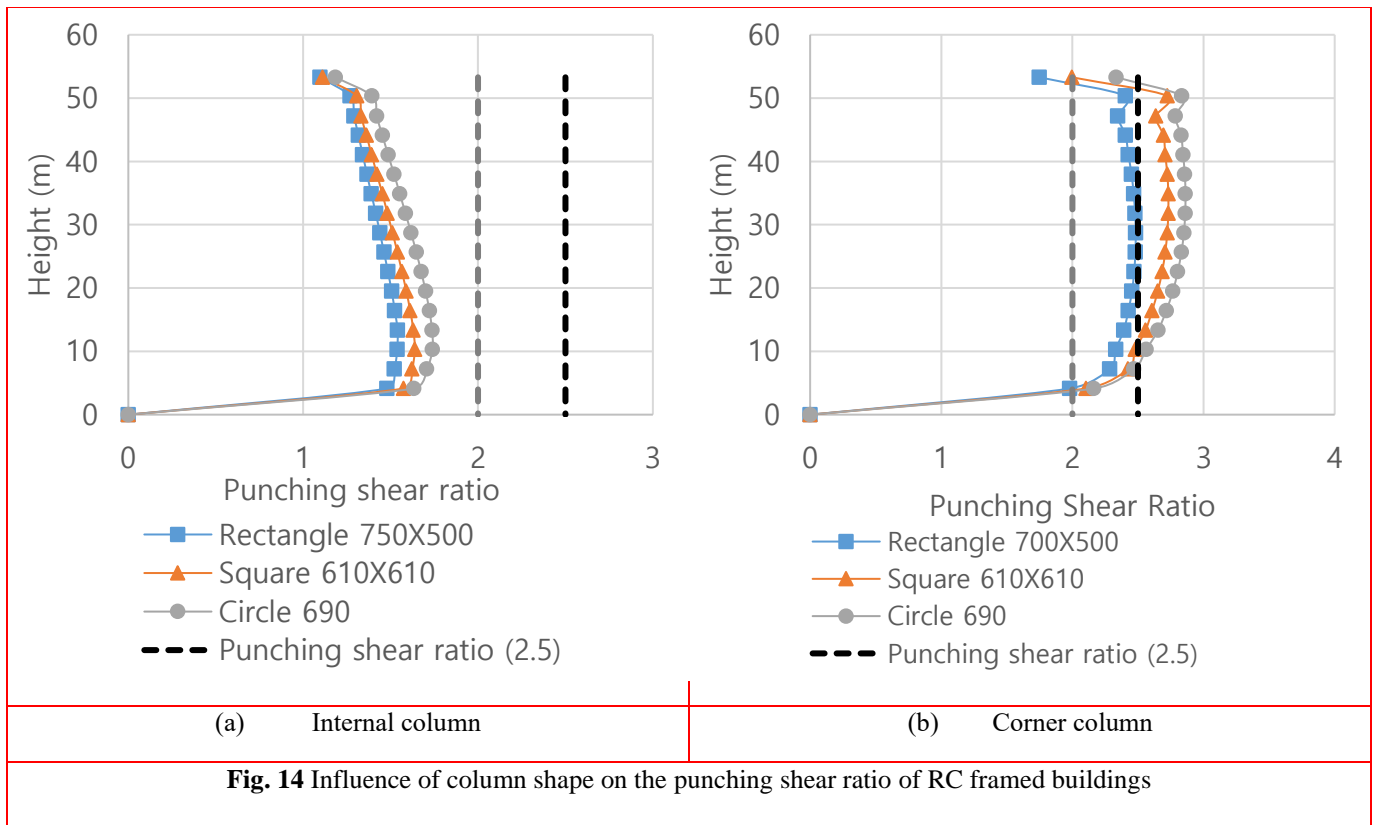 60
50
40
30
20
10
0
Height (m)
0 1 2 3
Punching shear ratio
Rectangle 750X500
Square 610X610
Circle 690
Punching shear ratio (2.5)
60
50
40
30
20
10
0
Height (m)
0 1 2 3 4
Punching Shear Ratio
Rectangle 700X500
Square 610X610
Circle 690
Punching shear ratio (2.5)
(a) Internal column
(b) Corner column
Fig. 14 Influence of column shape on the punching shear ratio of RC framed buildings